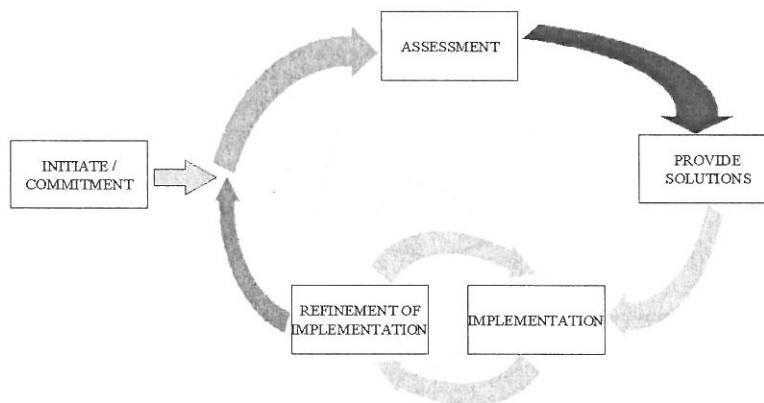 ASSESSMENT
INITIATE /
COMMITMENT
PROVIDE
SOLUTIONS
REFINEMENT OF
IMPLEMENTATION
IMPLEMENTATION